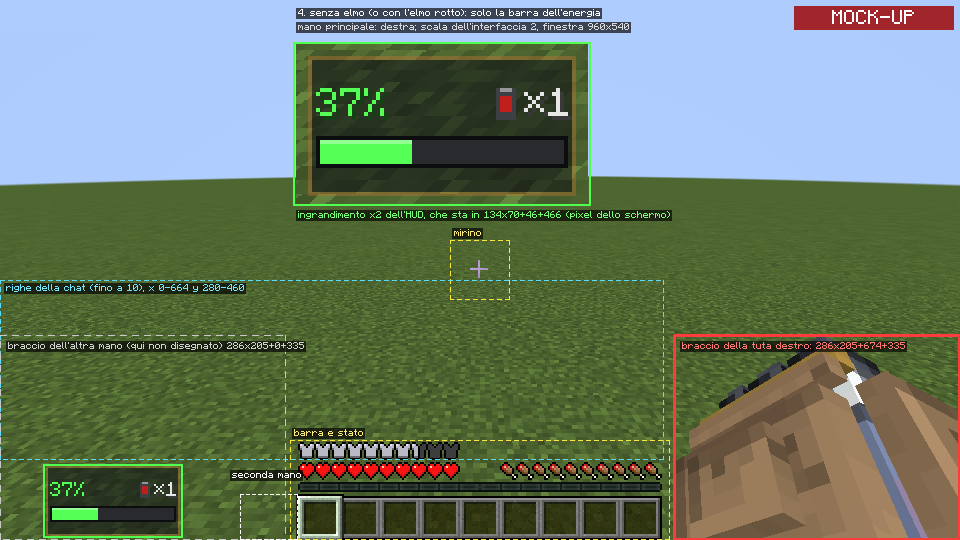 4. senza elmo (o con l'elmo rotto): solo la barra dell'energia
mano principale: destra; scala dell'interfaccia 2, finestra 960x540
MOCK-UP
37%
x1
ingrandimento x2 dell'HUD, che sta in 134x70+46+466 (pixel dello schermo)
mirino
righe della chat (fino a 10), x 0-664 y 280-460
braccio dell'altra mano (qui non disegnato) 286x205+0+335
braccio della tuta destro: 286x205+674+335
barra e stato
seconda mano
37%
x1